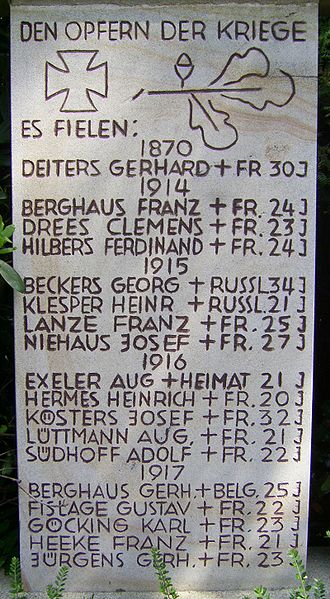 DEN OPFERN DER KRIEGE
ES FIELEN:
1870
DEITERS GERHARD + FR 30 J
1914
BERGHAUS FRANZ + FR. 24 J
DREES CLEMENS + FR. 23 J
HILBERS FERDINAND + FR. 24 J
1915
BECKERS GEORG + RUSSL 34 J
KLESPER HEINR + RUSSL. 21 J
LANZE FRANZ + FR. 25 J
NIEHAUS JOSEF + FR. 27 J
1916
EXELER AUG + HEIMAT 21 J
HERMES HEINRICH + FR. 20 J
KÖSTERS JOSEF + FR. 32 J
LÜTTMANN AUG. + FR. 21 J
SÜDHOFF ADOLF + FR. 22 J
1917
BERGHAUS GERH. + BELG. 25 J
FISLAGE GUSTAV + FR. 22 J
GÖCKING KARL + FR. 23 J
HEEKE FRANZ + FR. 21 J
JÜRGENS GERH. + FR. 23 J